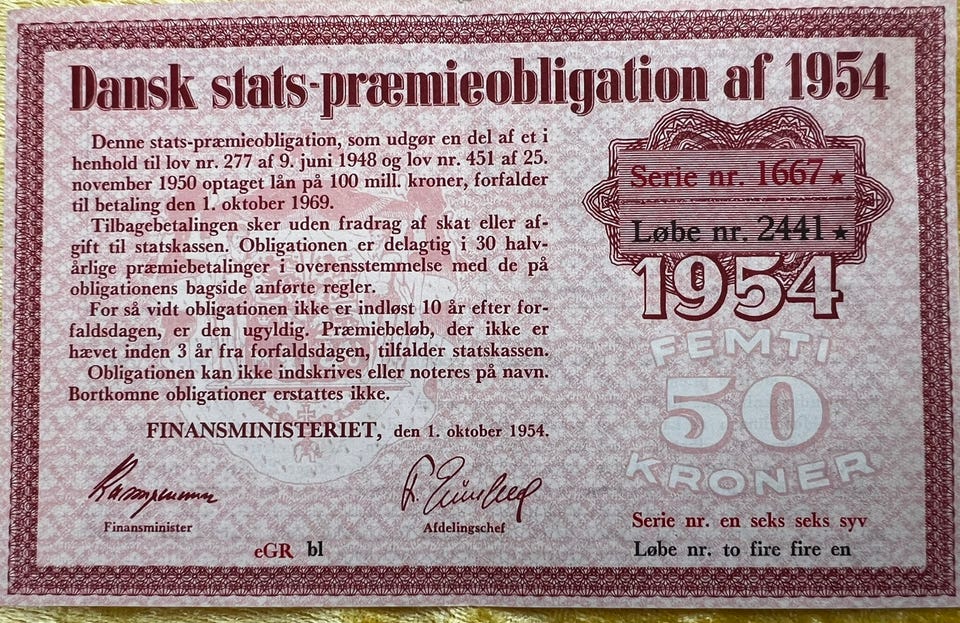 Dansk stats-præmieobligation af 1954
Denne stats-præmieobligation, som udgør en del af et i
henhold til lov nr. 277 af 9. juni 1948 og lov nr. 451 af 25.
november 1950 optaget lån på 100 mill. kroner, forfalder
til betaling den 1. oktober 1969.
Tilbagebetalingen sker uden fradrag af skat eller af-
gift til statskassen. Obligationen er delagtig i 30 halv-
årlige præmiebetalinger i overensstemmelse med de på
obligationens bagside anførte regler.
For så vidt obligationen ikke er indløst 10 år efter for-
faldsdagen, er den ugyldig. Præmiebeløb, der ikke er
hævet inden 3 år fra forfaldsdagen, tilfalder statskassen.
Obligationen kan ikke indskrives eller noteres på navn.
Bortkomne obligationer erstattes ikke.
FINANSMINISTERIET, den 1. oktober 1954.
Finansminister
Afdelingschef
eGR bl
Serie nr. 1667 ★
Løbe nr. 2441 ★
1954
FEMTI
50
KRONER
Serie nr. en seks seks syv
Løbe nr. to fire fire en